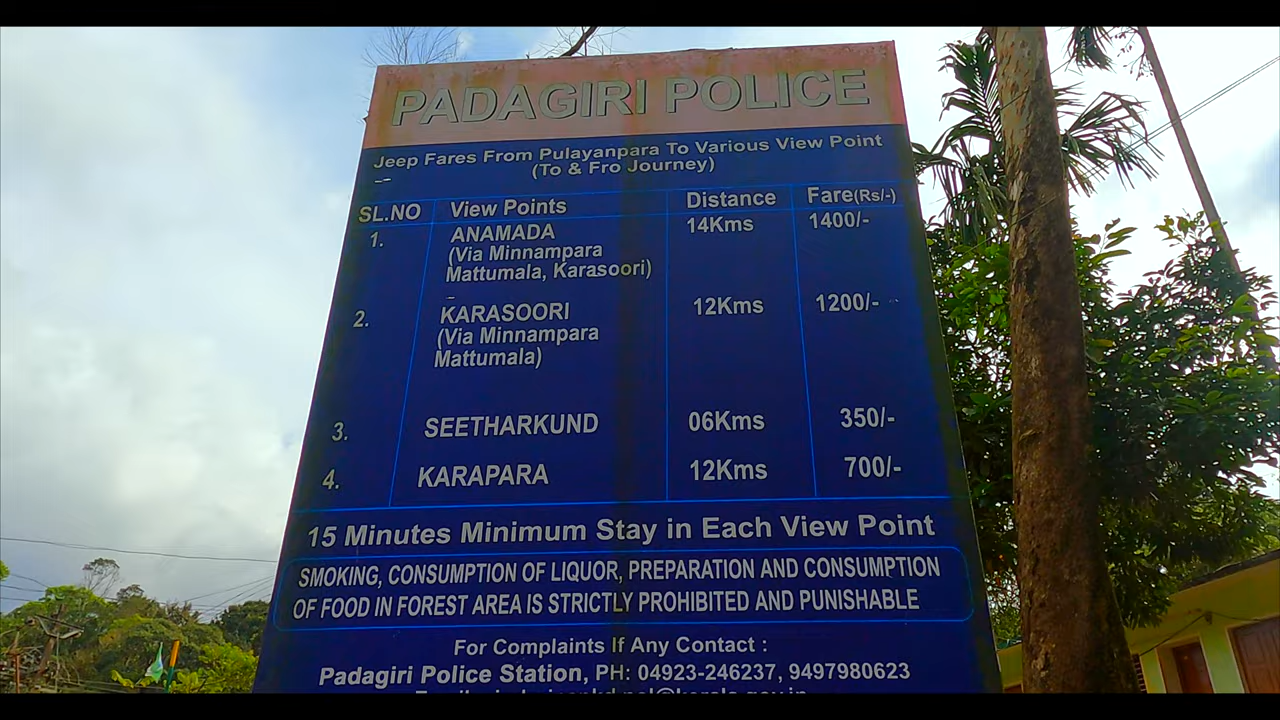 PADAGIRI POLICE
Jeep Fares From Pulayanpara To Various View Point
(To & Fro Journey)
SL.NO View Points Distance Fare(Rs/-)
1. ANAMADA 14Kms 1400/-
(Via Minnampara
Mattumala, Karasoori)
2. KARASOORI 12Kms 1200/-
(Via Minnampara
Mattumala)
3. SEETHARKUND 06Kms 350/-
4. KARAPARA 12Kms 700/-
15 Minutes Minimum Stay in Each View Point
SMOKING, CONSUMPTION OF LIQUOR, PREPARATION AND CONSUMPTION
OF FOOD IN FOREST AREA IS STRICTLY PROHIBITED AND PUNISHABLE
For Complaints If Any Contact :
Padagiri Police Station, PH: 04923-246237, 9497980623